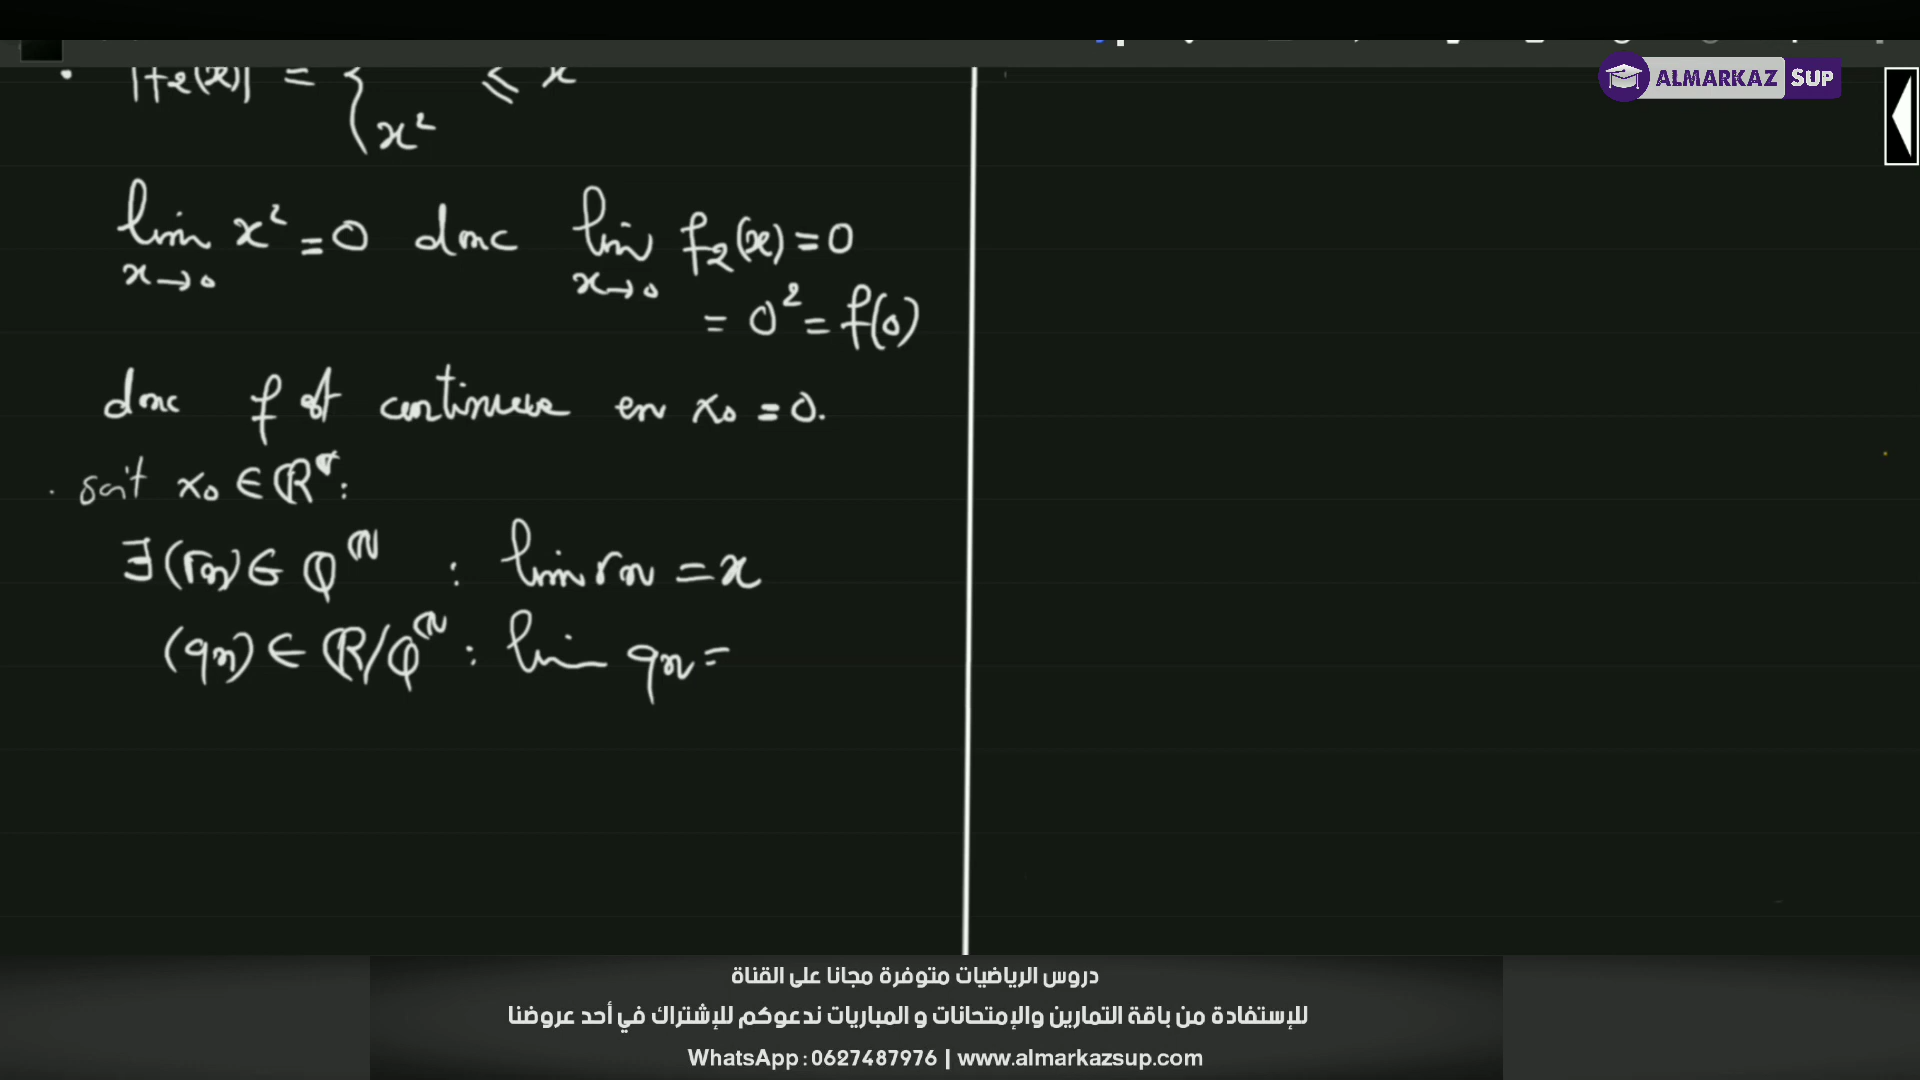 • |f₂(x)| = { ≤ x
x²
lim x² = 0 donc lim f₂(x) = 0
x→0 x→0
= 0² = f(0)
donc f est continue en x₀ = 0.
. soit x₀ ∈ ℝ* :
∃ (rn) ∈ ℚ^ℕ : lim rn = x
(qn) ∈ ℝ/ℚ^ℕ : lim qn =
ALMARKAZ SUP
دروس الرياضيات متوفرة مجانا على القناة
للإستفادة من باقة التمارين والإمتحانات و المباريات ندعوكم للإشتراك في أحد عروضنا
WhatsApp : 0627487976 | www.almarkazsup.com